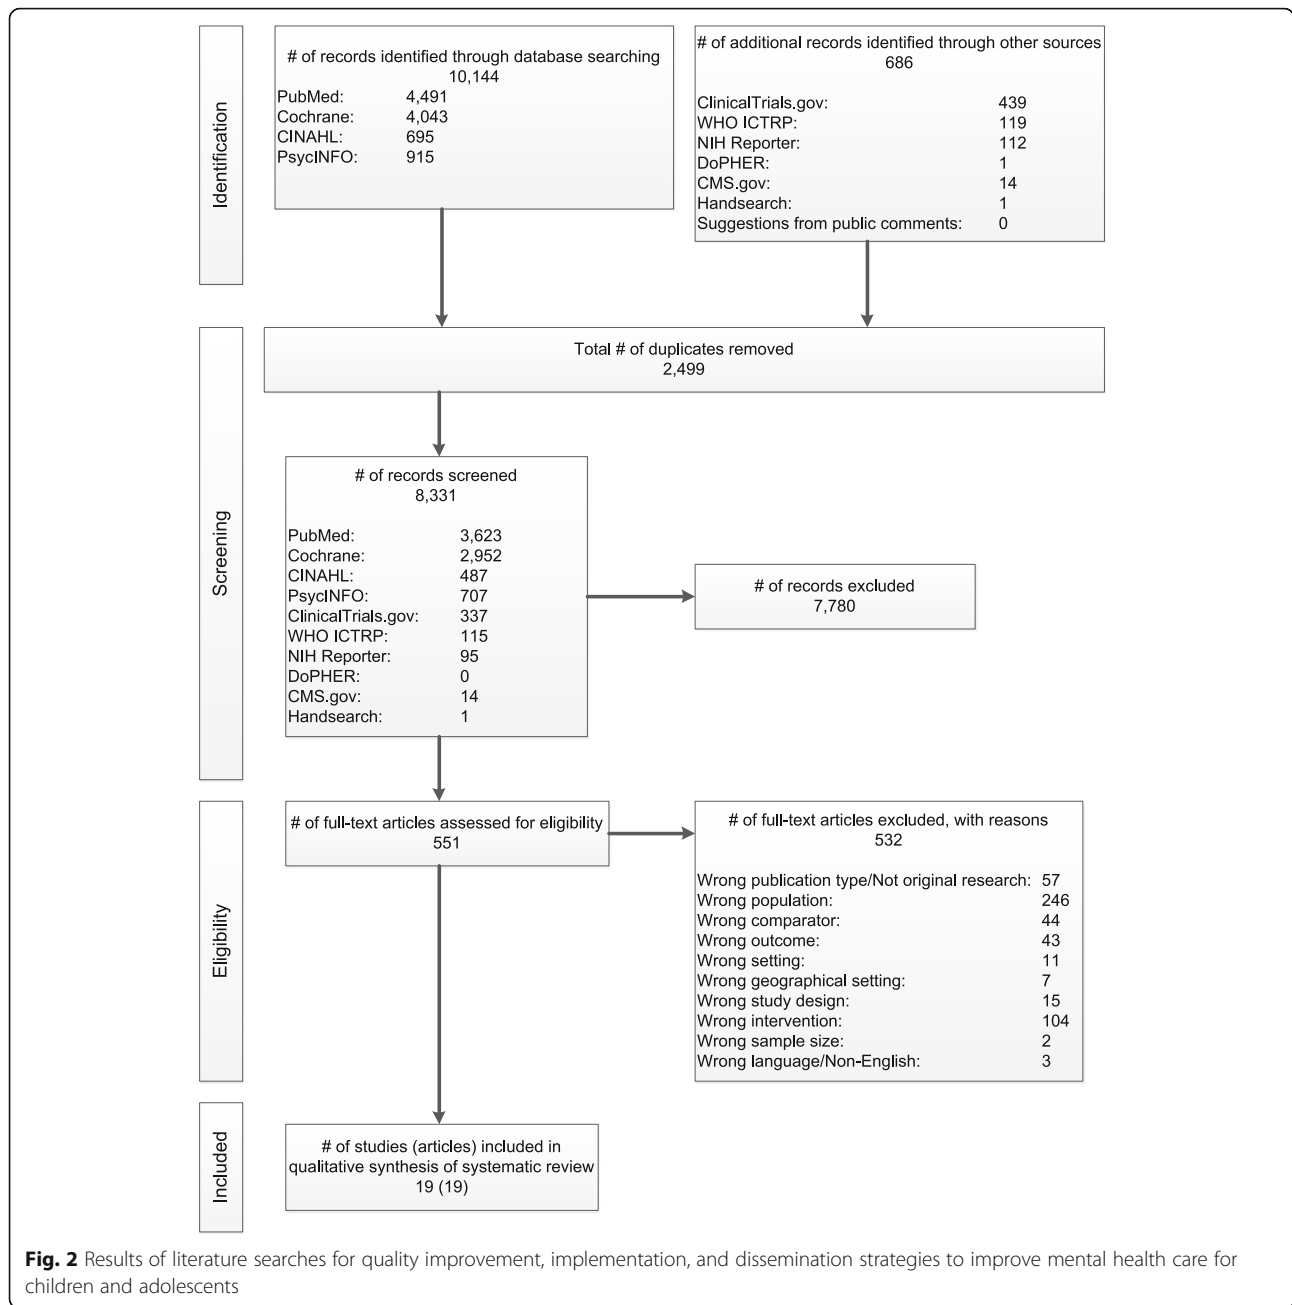 Identification
# of records identified through database searching
10,144
PubMed: 4,491
Cochrane: 4,043
CINAHL: 695
PsycINFO: 915
# of additional records identified through other sources
686
ClinicalTrials.gov: 439
WHO ICTRP: 119
NIH Reporter: 112
DoPHER: 1
CMS.gov: 14
Handsearch: 1
Suggestions from public comments: 0
Screening
Total # of duplicates removed
2,499
# of records screened
8,331
PubMed: 3,623
Cochrane: 2,952
CINAHL: 487
PsycINFO: 707
ClinicalTrials.gov: 337
WHO ICTRP: 115
NIH Reporter: 95
DoPHER: 0
CMS.gov: 14
Handsearch: 1
# of records excluded
7,780
Eligibility
# of full-text articles assessed for eligibility
551
# of full-text articles excluded, with reasons
532
Wrong publication type/Not original research: 57
Wrong population: 246
Wrong comparator: 44
Wrong outcome: 43
Wrong setting: 11
Wrong geographical setting: 7
Wrong study design: 15
Wrong intervention: 104
Wrong sample size: 2
Wrong language/Non-English: 3
Included
# of studies (articles) included in
qualitative synthesis of systematic review
19 (19)
Fig. 2 Results of literature searches for quality improvement, implementation, and dissemination strategies to improve mental health care for
children and adolescents